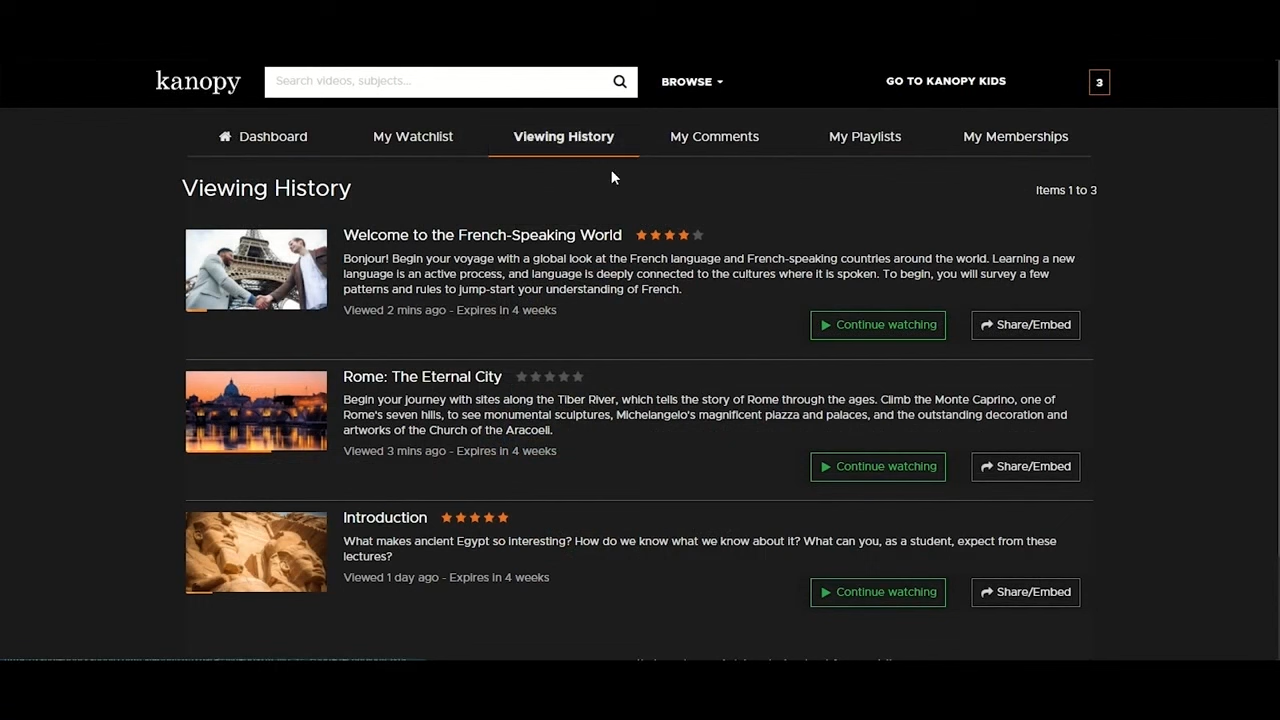 kanopy
Search videos, subjects...
BROWSE
GO TO KANOPY KIDS
3
Dashboard
My Watchlist
Viewing History
My Comments
My Playlists
My Memberships
Viewing History
Items 1 to 3
Welcome to the French-Speaking World
Bonjour! Begin your voyage with a global look at the French language and French-speaking countries around the world. Learning a new
language is an active process, and language is deeply connected to the cultures where it is spoken. To begin, you will survey a few
patterns and rules to jump-start your understanding of French.
Viewed 2 mins ago - Expires in 4 weeks
Continue watching
Share/Embed
Rome: The Eternal City
Begin your journey with sites along the Tiber River, which tells the story of Rome through the ages. Climb the Monte Caprino, one of
Rome's seven hills, to see monumental sculptures, Michelangelo's magnificent piazza and palaces, and the outstanding decoration and
artworks of the Church of the Aracoeli.
Viewed 3 mins ago - Expires in 4 weeks
Continue watching
Share/Embed
Introduction
What makes ancient Egypt so interesting? How do we know what we know about it? What can you, as a student, expect from these
lectures?
Viewed 1 day ago - Expires in 4 weeks
Continue watching
Share/Embed